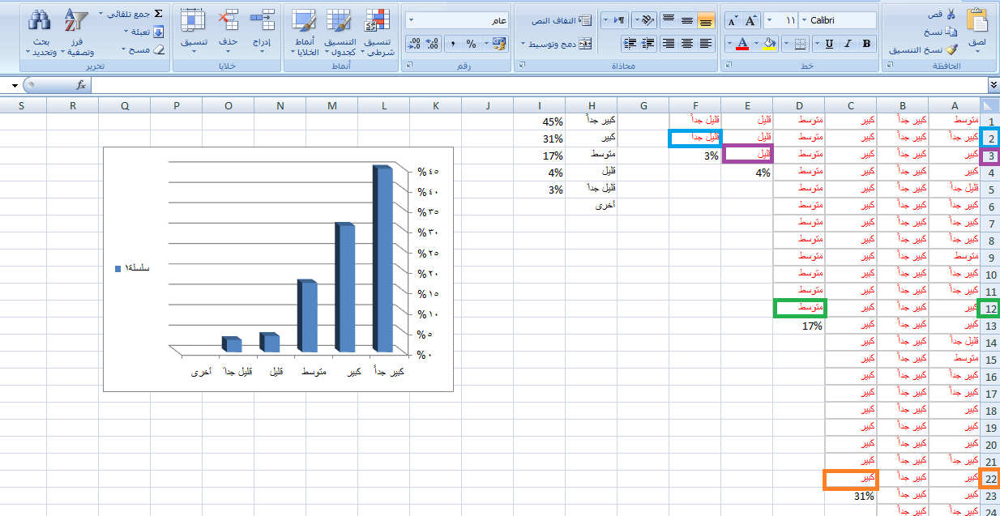 لصق
قص
نسخ
نسخ التنسيق
الحافظة
Calibri ١١ A A
B I U A
خط
التفاف النص
دمج وتوسيط
محاذاة
عام
% , .00 .0 .00
رقم
تنسيق شرطي
التنسيق كجدول
أنماط الخلايا
أنماط
إدراج
حذف
تنسيق
خلايا
Σ جمع تلقائي
تعبئة
مسح
فرز وتصفية
بحث وتحديد
تحرير
fx
A B C D E F G H I J K L M N O P Q R S
1 متوسط كبير جداً كبير متوسط قليل قليل جداً كبير جداً 45%
2 كبير جداً كبير جداً كبير متوسط قليل قليل جداً كبير 31%
3 كبير كبير جداً كبير متوسط قليل 3% متوسط 17%
4 كبير كبير جداً كبير متوسط 4% قليل 4%
5 قليل جداً كبير جداً كبير متوسط قليل جداً 3%
6 كبير جداً كبير جداً كبير متوسط أخرى
7 كبير جداً كبير جداً كبير متوسط
8 كبير جداً كبير جداً كبير متوسط
9 متوسط كبير جداً كبير متوسط
10 كبير جداً كبير جداً كبير متوسط
11 كبير جداً كبير جداً كبير متوسط
12 كبير كبير جداً كبير متوسط
13 كبير كبير جداً كبير 17%
14 قليل جداً كبير جداً كبير
15 متوسط كبير جداً كبير
16 كبير جداً كبير جداً كبير
17 كبير جداً كبير جداً كبير
18 كبير كبير جداً كبير
19 كبير كبير جداً كبير
20 كبير كبير جداً كبير
21 كبير جداً كبير جداً كبير
22 كبير كبير جداً كبير
23 كبير كبير جداً 31%
24 كبير جداً كبير جداً
%٤٥
%٤٠
%٣٥
%٣٠
%٢٥
%٢٠
%١٥
%١٠
%٥
%٠
كبير جداً كبير متوسط قليل قليل جداً أخرى
سلسلة١